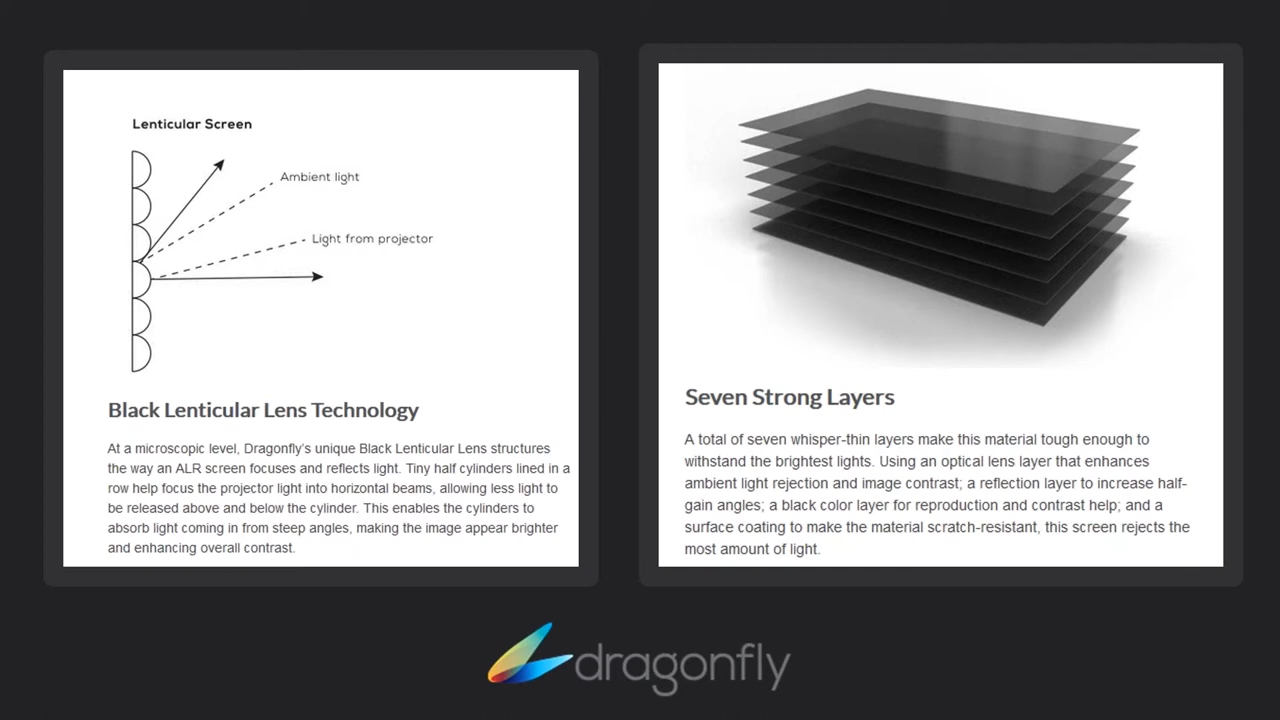 Lenticular Screen
Ambient light
Light from projector
Black Lenticular Lens Technology
At a microscopic level, Dragonfly's unique Black Lenticular Lens structures
the way an ALR screen focuses and reflects light. Tiny half cylinders lined in a
row help focus the projector light into horizontal beams, allowing less light to
be released above and below the cylinder. This enables the cylinders to
absorb light coming in from steep angles, making the image appear brighter
and enhancing overall contrast.
Seven Strong Layers
A total of seven whisper-thin layers make this material tough enough to
withstand the brightest lights. Using an optical lens layer that enhances
ambient light rejection and image contrast; a reflection layer to increase half-
gain angles; a black color layer for reproduction and contrast help; and a
surface coating to make the material scratch-resistant, this screen rejects the
most amount of light.
dragonfly